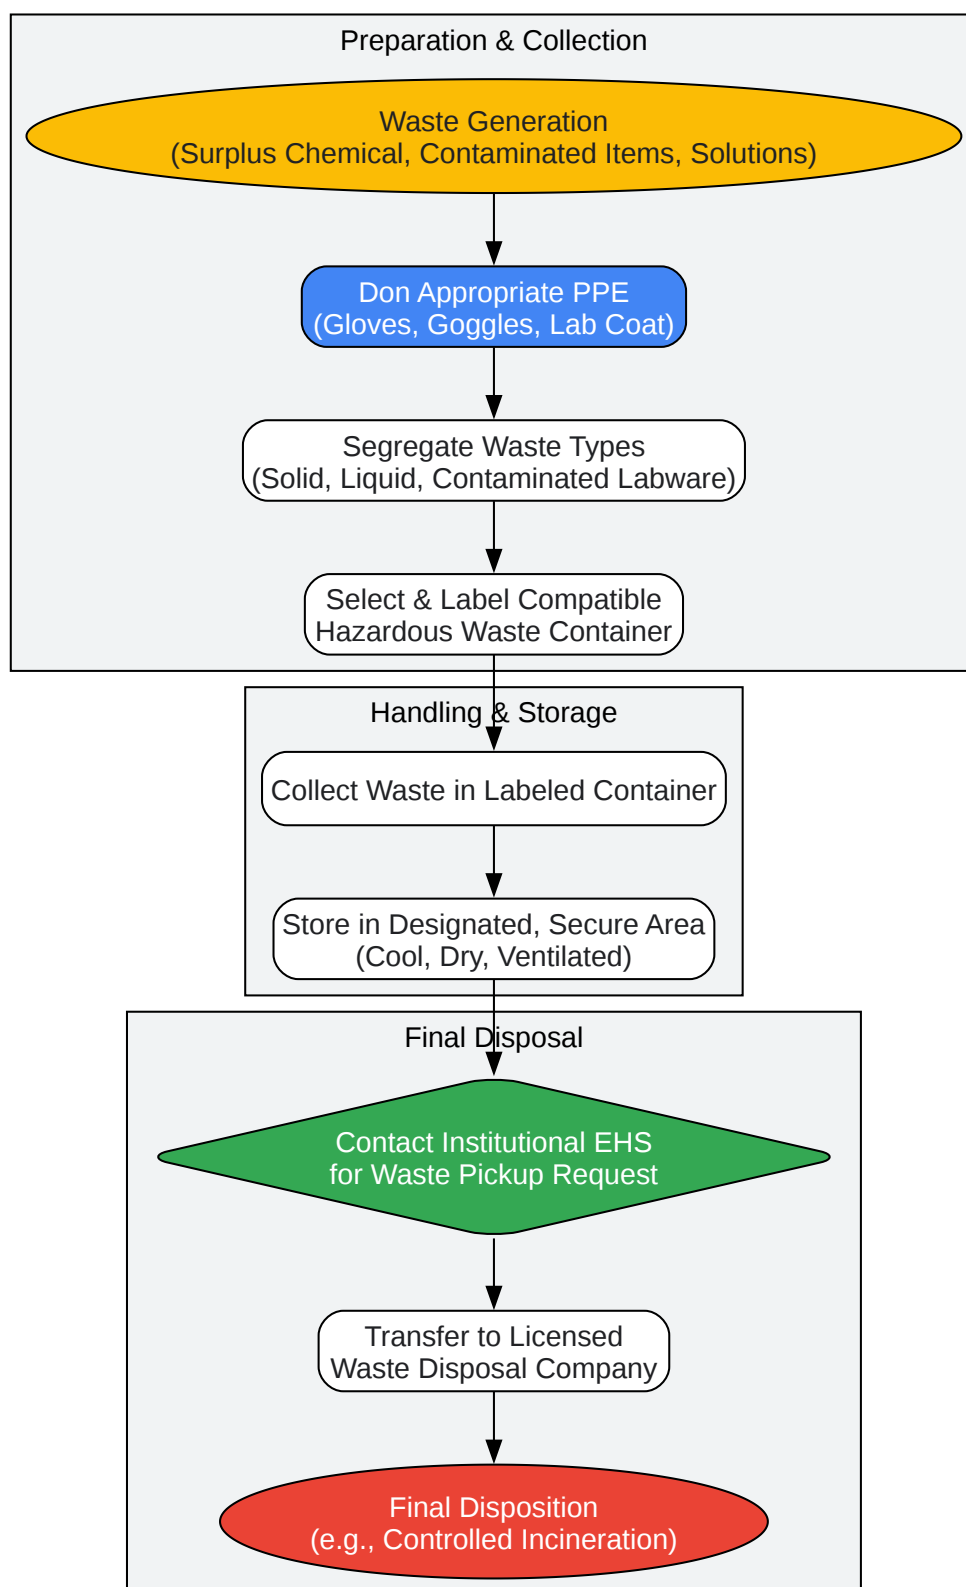 Preparation & Collection
Waste Generation
(Surplus Chemical, Contaminated Items, Solutions)
Don Appropriate PPE
(Gloves, Goggles, Lab Coat)
Segregate Waste Types
(Solid, Liquid, Contaminated Labware)
Select & Label Compatible
Hazardous Waste Container
Handling & Storage
Collect Waste in Labeled Container
Store in Designated, Secure Area
(Cool, Dry, Ventilated)
Final Disposal
Contact Institutional EHS
for Waste Pickup Request
Transfer to Licensed
Waste Disposal Company
Final Disposition
(e.g., Controlled Incineration)